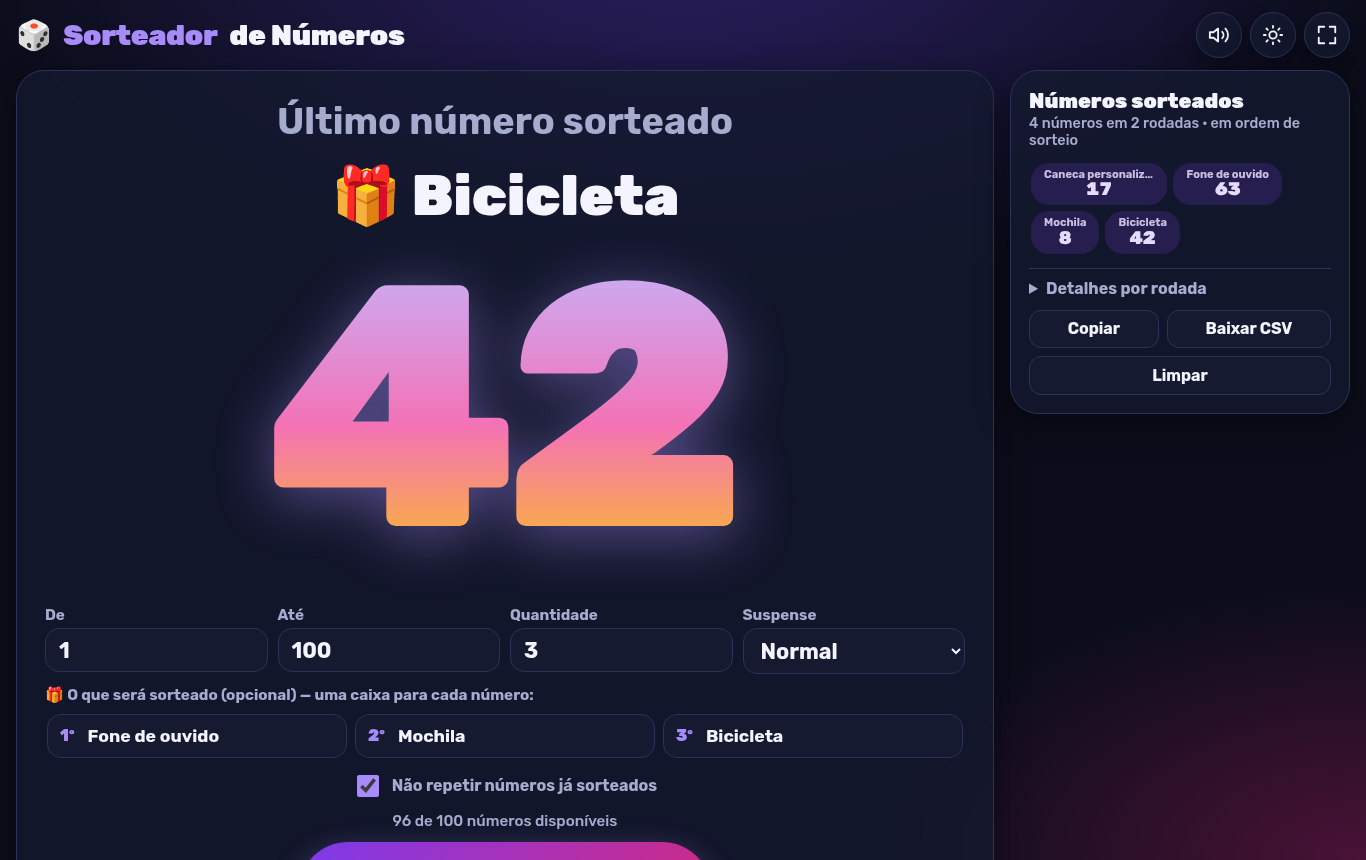 Sorteador de Números
Último número sorteado
Bicicleta
42
De
Até
Quantidade
Suspense
1
100
3
Normal
O que será sorteado (opcional) — uma caixa para cada número:
1º Fone de ouvido
2º Mochila
3º Bicicleta
Não repetir números já sorteados
96 de 100 números disponíveis
Números sorteados
4 números em 2 rodadas • em ordem de
sorteio
Caneca personaliz...
17
Fone de ouvido
63
Mochila
8
Bicicleta
42
Detalhes por rodada
Copiar
Baixar CSV
Limpar